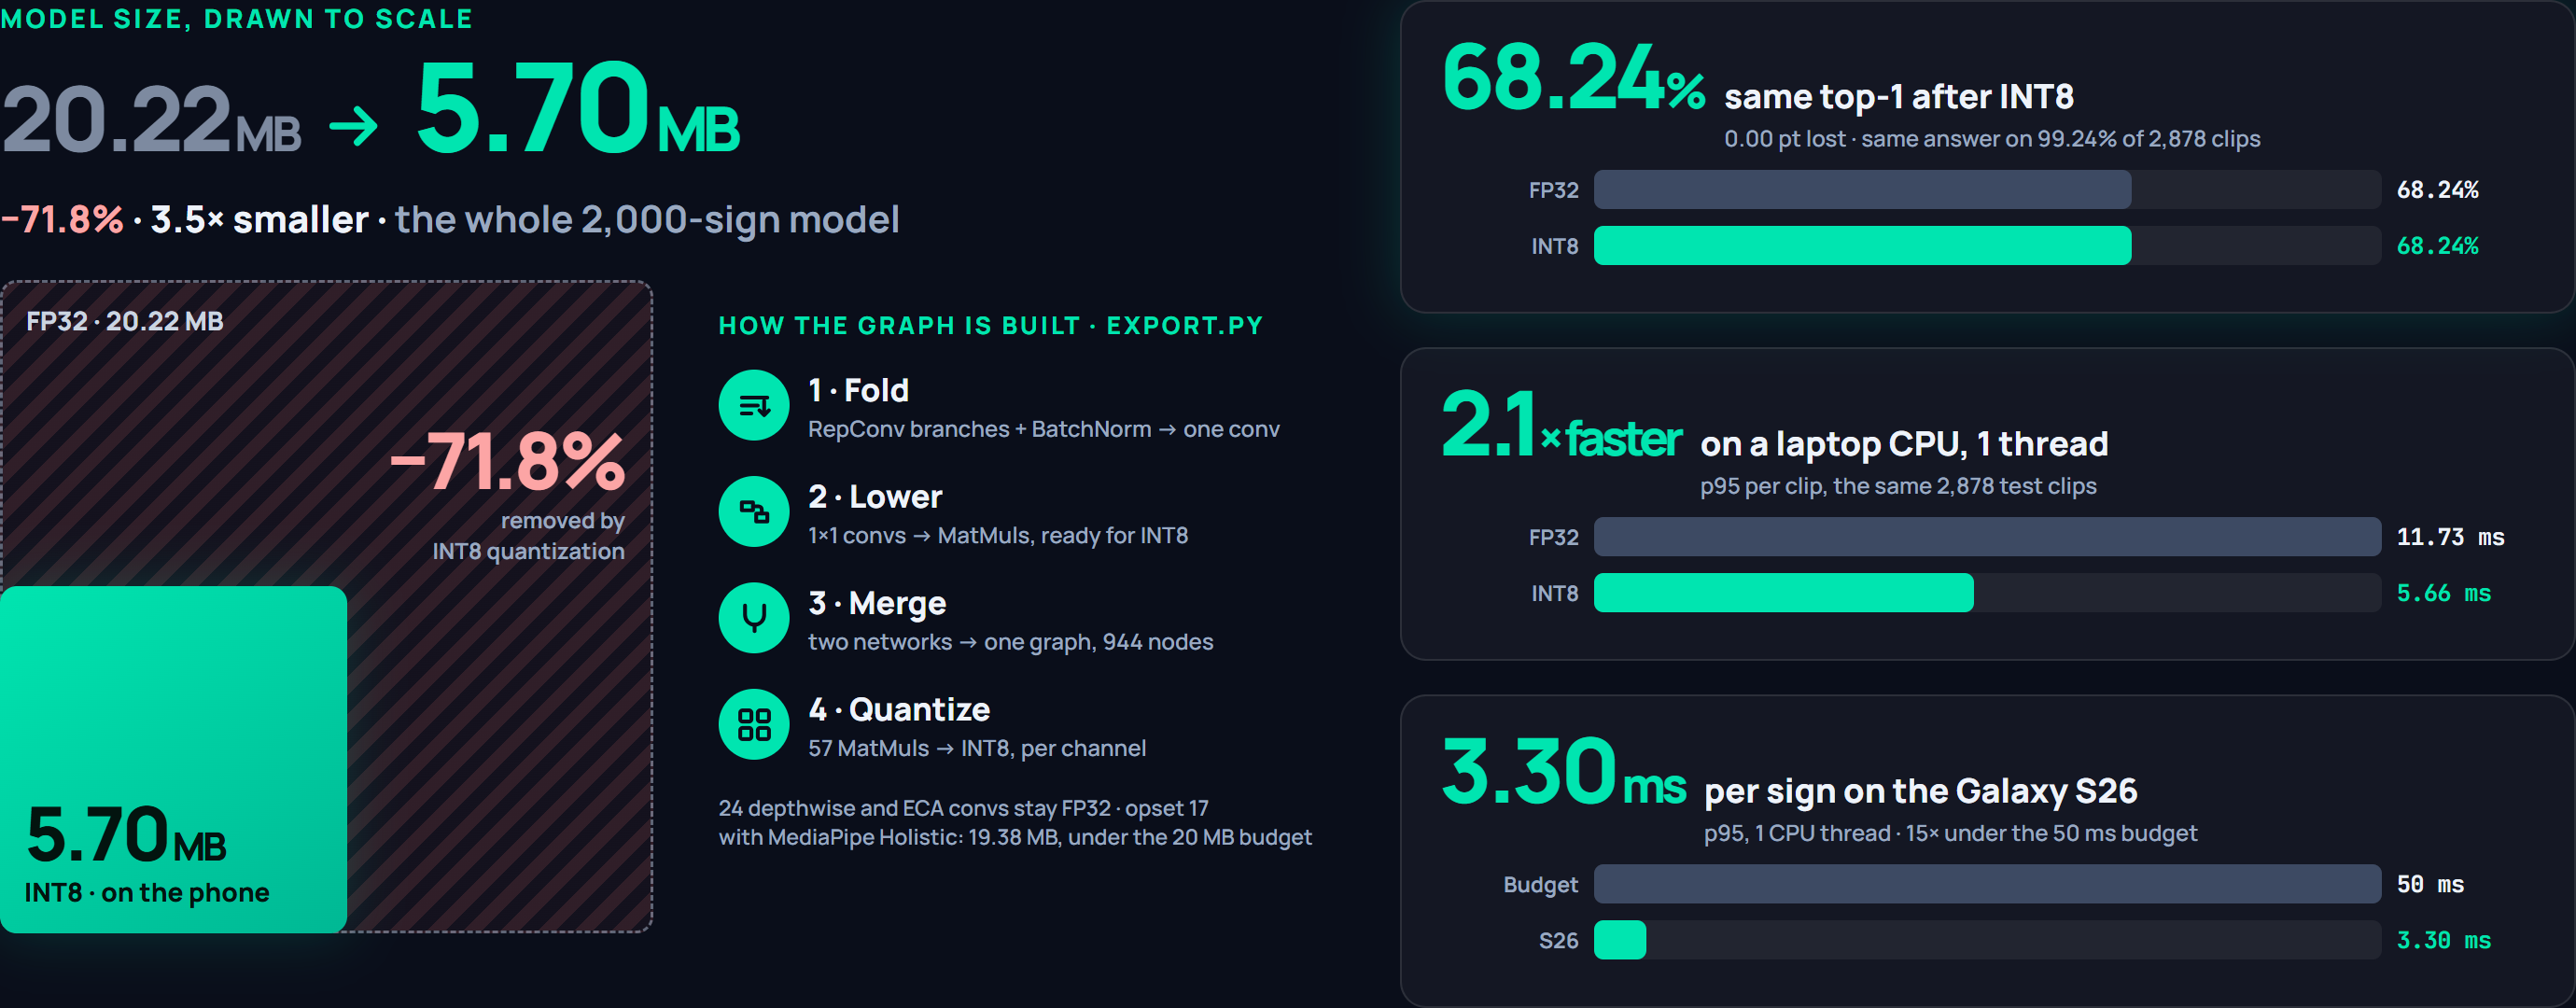 MODEL SIZE, DRAWN TO SCALE
20.22 MB → 5.70 MB
−71.8% · 3.5× smaller · the whole 2,000-sign model
FP32 · 20.22 MB
−71.8%
removed by
INT8 quantization
5.70 MB
INT8 · on the phone
HOW THE GRAPH IS BUILT · EXPORT.PY
1 · Fold
RepConv branches + BatchNorm → one conv
2 · Lower
1×1 convs → MatMuls, ready for INT8
3 · Merge
two networks → one graph, 944 nodes
4 · Quantize
57 MatMuls → INT8, per channel
24 depthwise and ECA convs stay FP32 · opset 17
with MediaPipe Holistic: 19.38 MB, under the 20 MB budget
68.24% same top-1 after INT8
0.00 pt lost · same answer on 99.24% of 2,878 clips
FP32 68.24%
INT8 68.24%
2.1× faster on a laptop CPU, 1 thread
p95 per clip, the same 2,878 test clips
FP32 11.73 ms
INT8 5.66 ms
3.30 ms per sign on the Galaxy S26
p95, 1 CPU thread · 15× under the 50 ms budget
Budget 50 ms
S26 3.30 ms